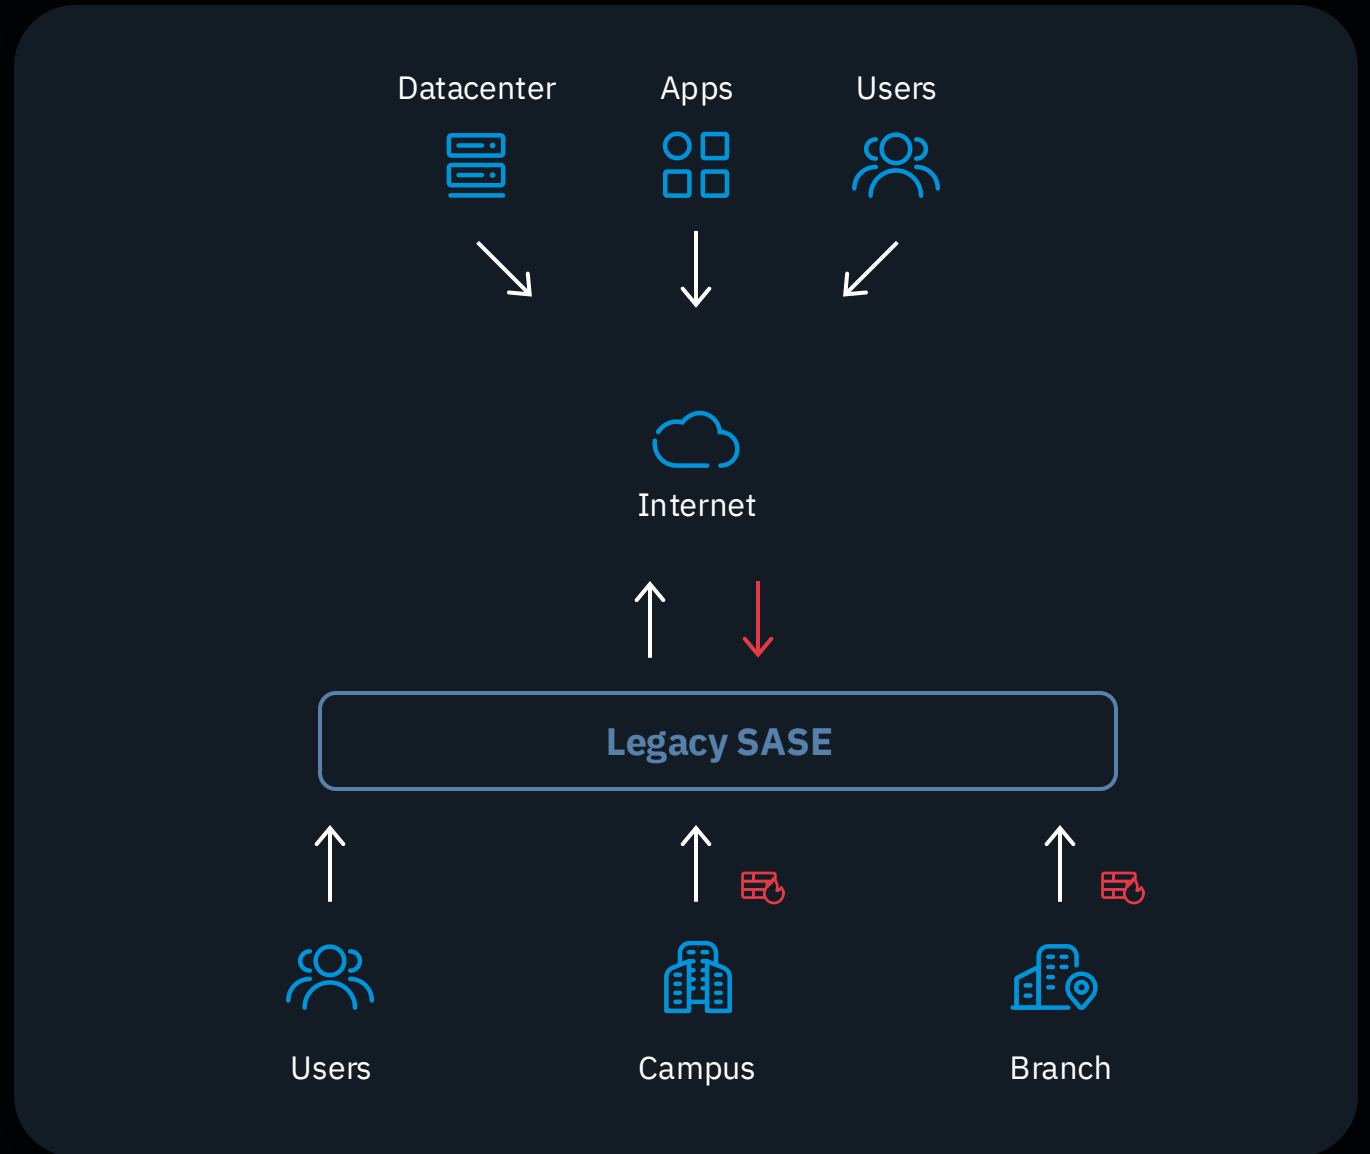 Datacenter
Apps
Users
Internet
Legacy SASE
Users
Campus
Branch